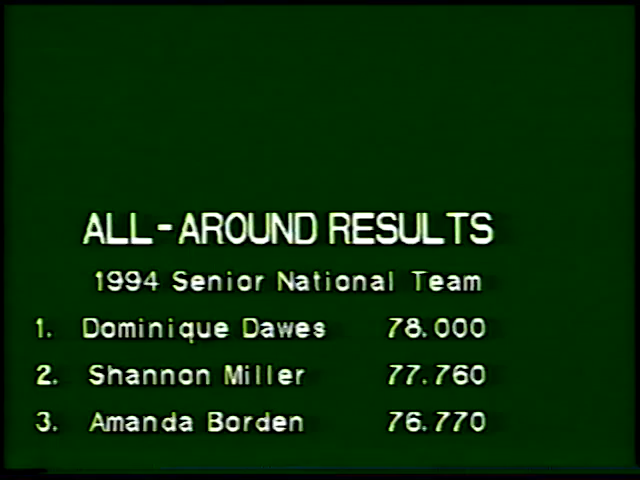 ALL-AROUND RESULTS
1994 Senior National Team
1. Dominique Dawes 78.000
2. Shannon Miller 77.760
3. Amanda Borden 76.770